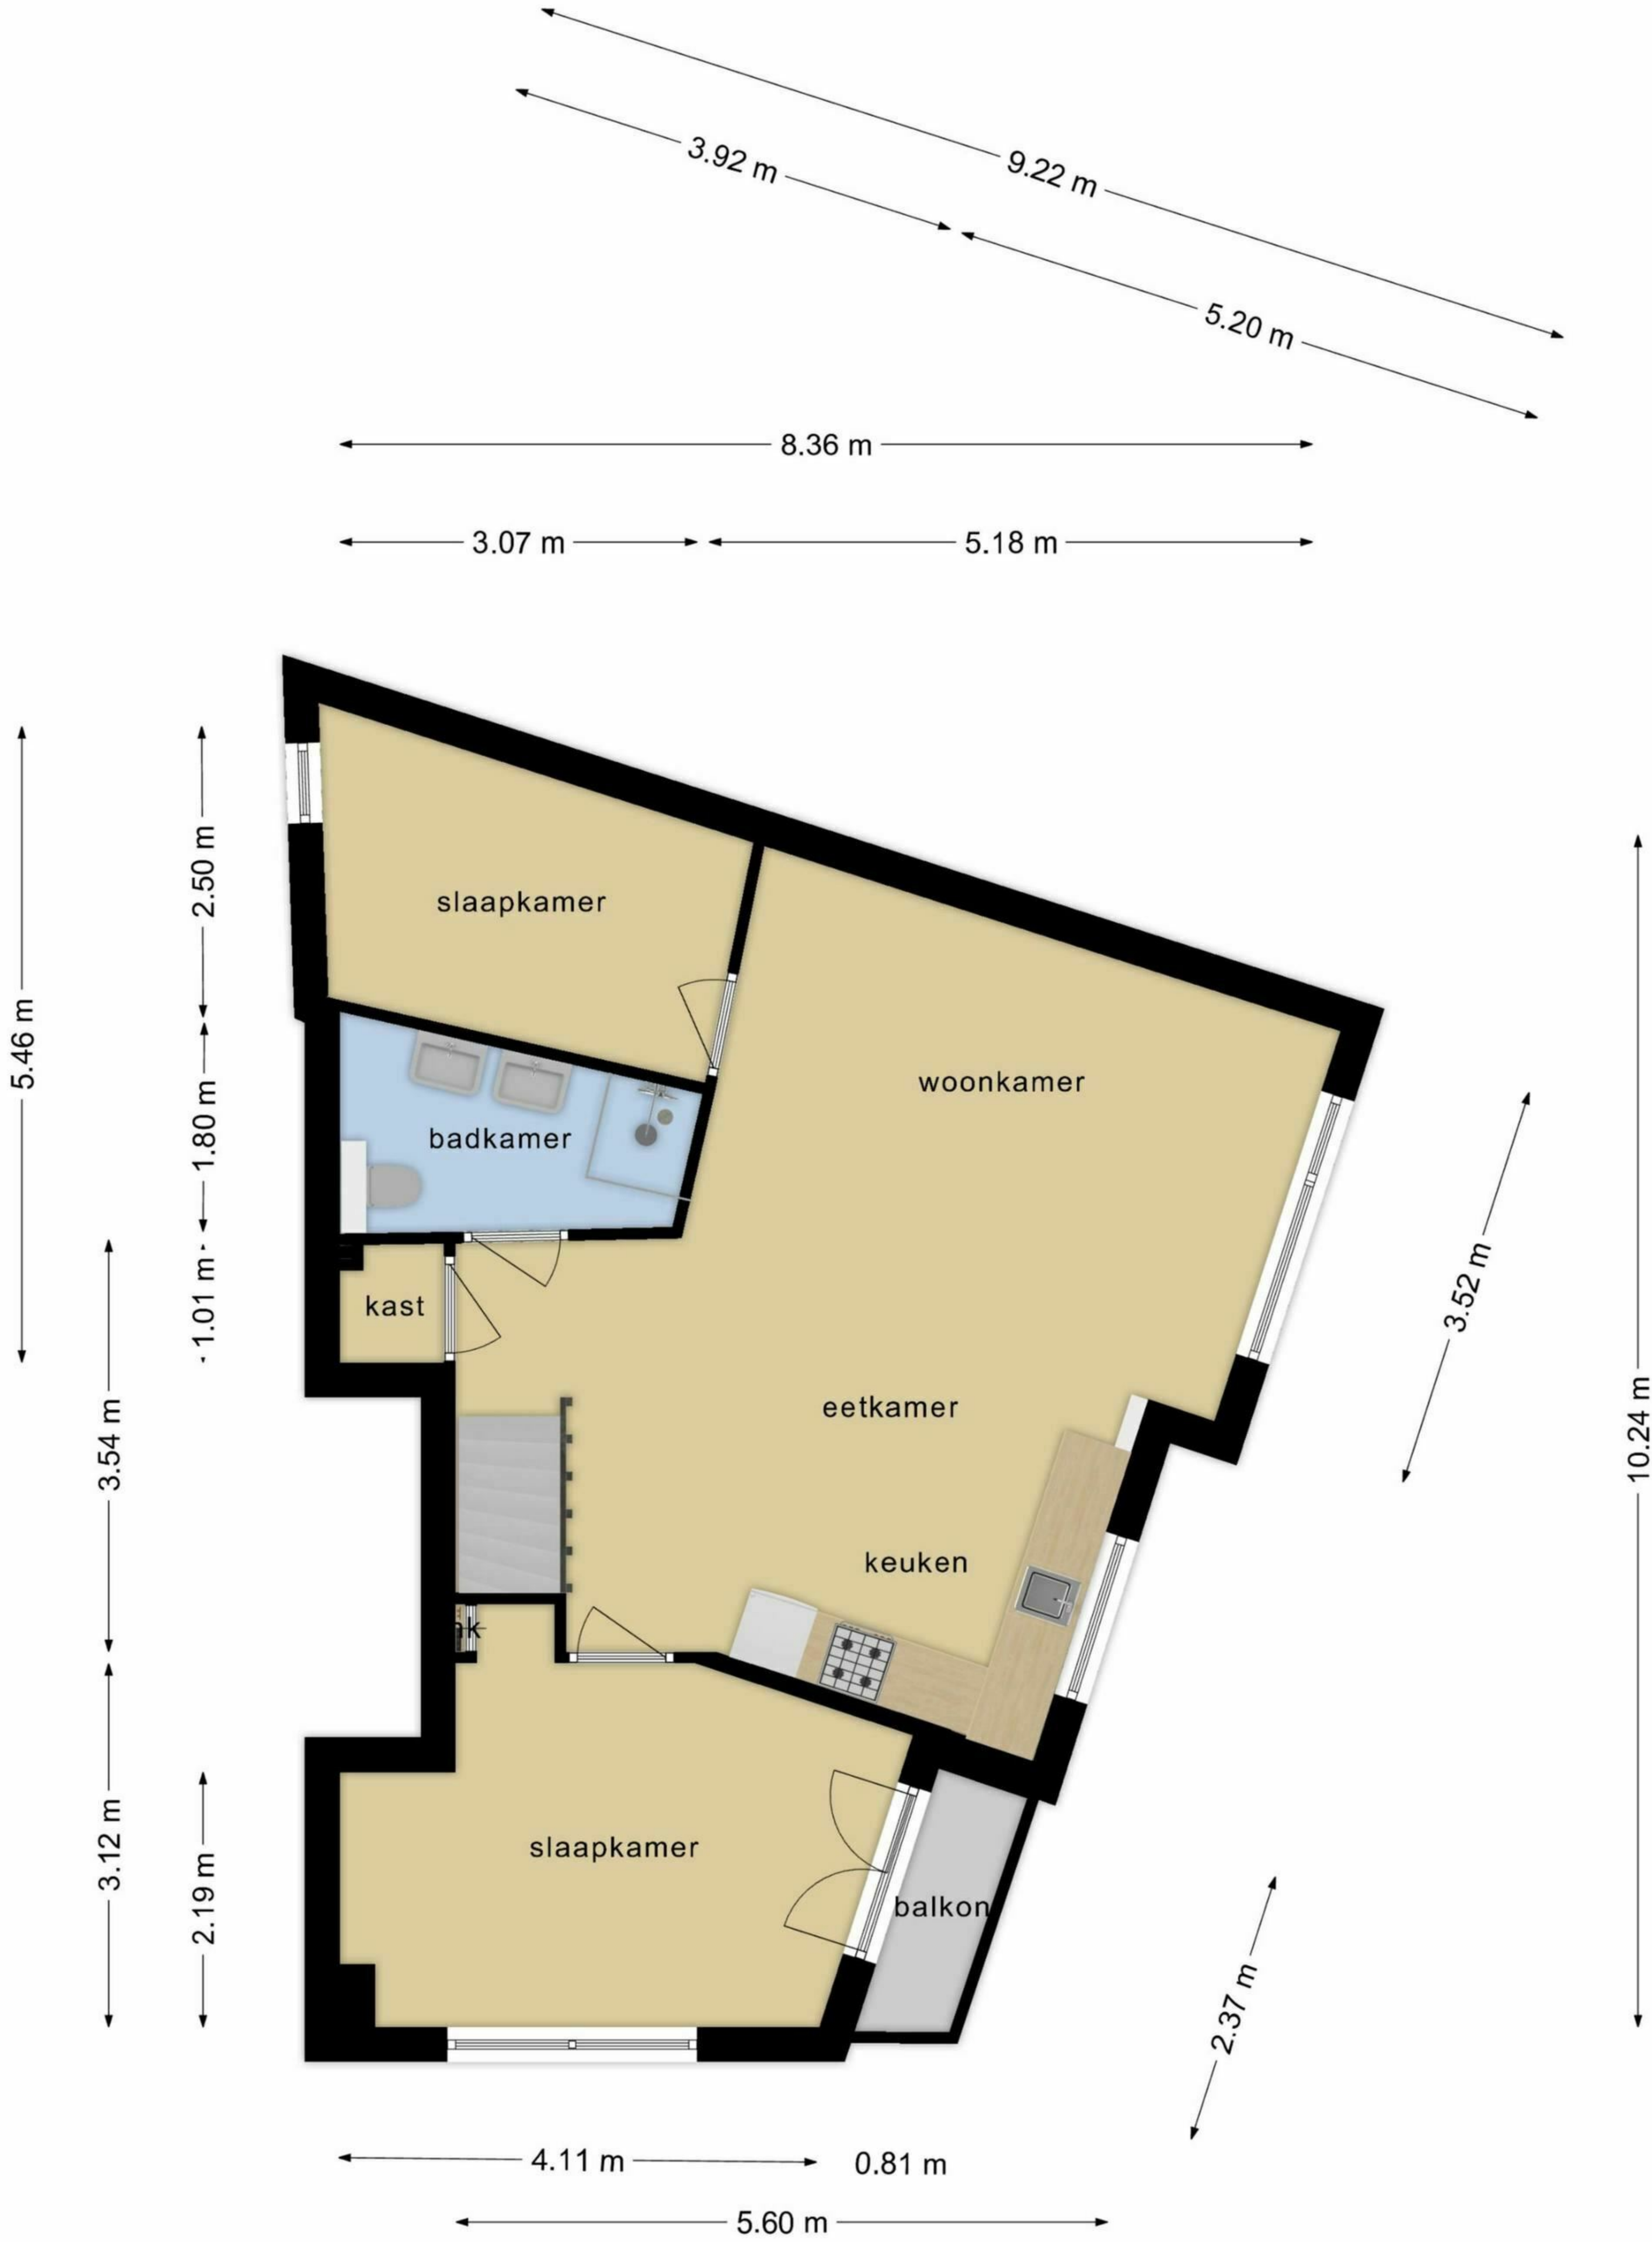 9.22 m
3.92 m
5.20 m
8.36 m
3.07 m
5.18 m
2.50 m
slaapkamer
5.46 m
woonkamer
1.80 m
badkamer
3.52 m
1.01 m
kast
eetkamer
3.54 m
10.24 m
keuken
3.12 m
slaapkamer
2.19 m
balkon
2.37 m
4.11 m
0.81 m
5.60 m